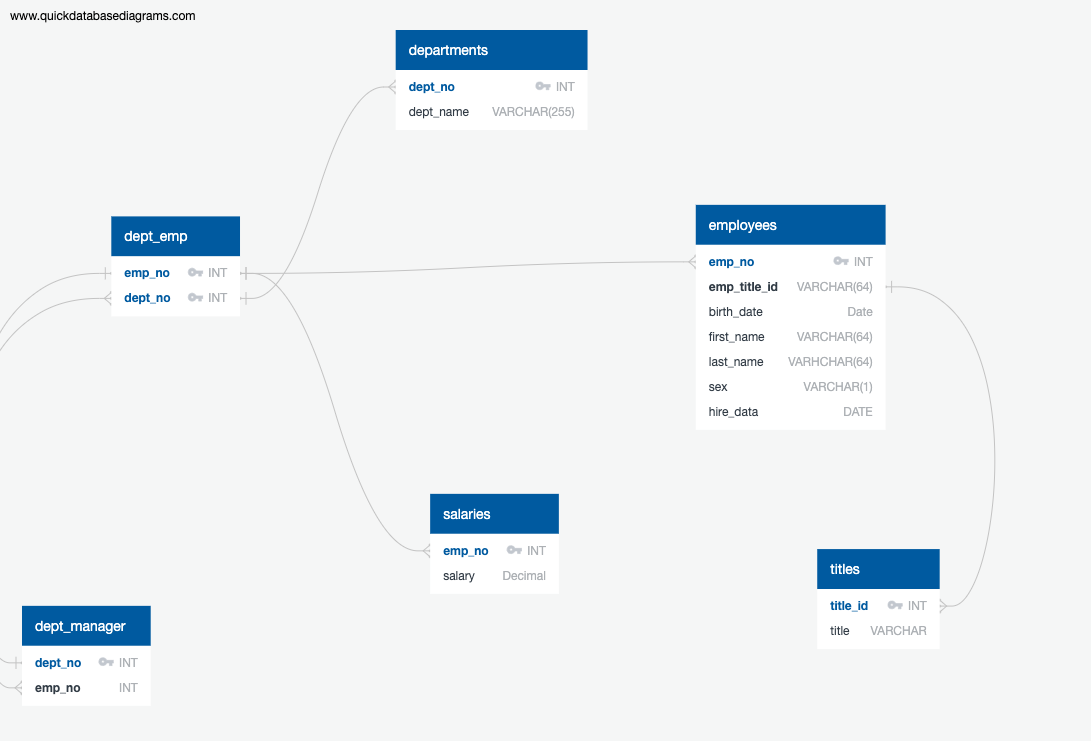 www.quickdatabasediagrams.com
departments
dept_no INT
dept_name VARCHAR(255)
dept_emp
emp_no INT
dept_no INT
employees
emp_no INT
emp_title_id VARCHAR(64)
birth_date Date
first_name VARCHAR(64)
last_name VARHCHAR(64)
sex VARCHAR(1)
hire_data DATE
salaries
emp_no INT
salary Decimal
titles
title_id INT
title VARCHAR
dept_manager
dept_no INT
emp_no INT